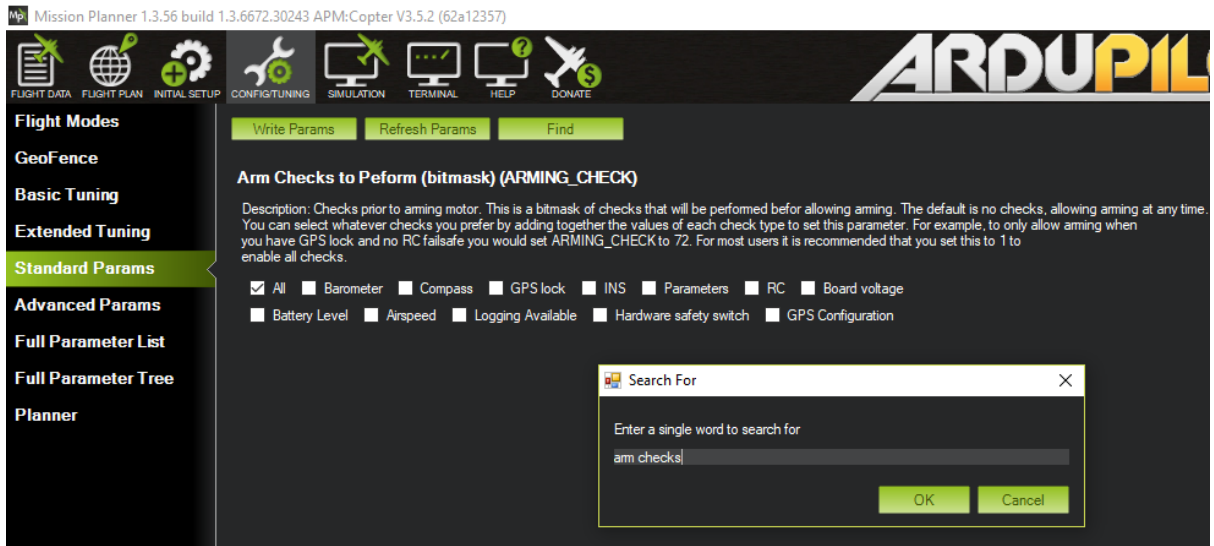 Mp Mission Planner 1.3.56 build 1.3.6672.30243 APM:Copter V3.5.2 (62a12357)
FLIGHT DATA FLIGHT PLAN INITIAL SETUP CONFIG/TUNING SIMULATION TERMINAL HELP DONATE
ARDUPIL
Flight Modes
GeoFence
Basic Tuning
Extended Tuning
Standard Params
Advanced Params
Full Parameter List
Full Parameter Tree
Planner
Write Params Refresh Params Find
Arm Checks to Peform (bitmask) (ARMING_CHECK)
Description: Checks prior to arming motor. This is a bitmask of checks that will be performed befor allowing arming. The default is no checks, allowing arming at any time.
You can select whatever checks you prefer by adding together the values of each check type to set this parameter. For example, to only allow arming when
you have GPS lock and no RC failsafe you would set ARMING_CHECK to 72. For most users it is recommended that you set this to 1 to
enable all checks.
All Barometer Compass GPS lock INS Parameters RC Board voltage
Battery Level Airspeed Logging Available Hardware safety switch GPS Configuration
Search For
Enter a single word to search for
arm checks
OK Cancel